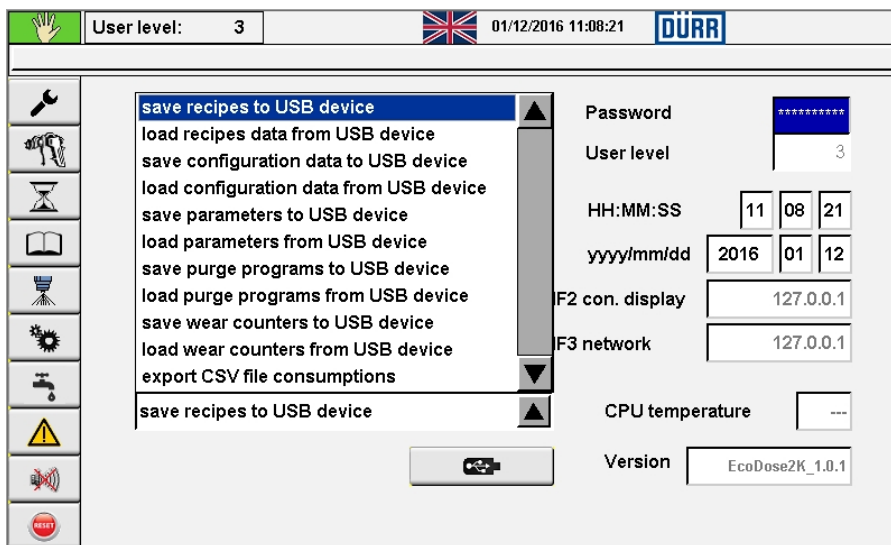 User level: 3 01/12/2016 11:08:21 DÜRR
save recipes to USB device
load recipes data from USB device
save configuration data to USB device
load configuration data from USB device
save parameters to USB device
load parameters from USB device
save purge programs to USB device
load purge programs from USB device
save wear counters to USB device
load wear counters from USB device
export CSV file consumptions
save recipes to USB device
Password **********
User level 3
HH:MM:SS 11 08 21
yyyy/mm/dd 2016 01 12
IF2 con. display 127.0.0.1
IF3 network 127.0.0.1
CPU temperature ---
Version EcoDose2K_1.0.1
RESET